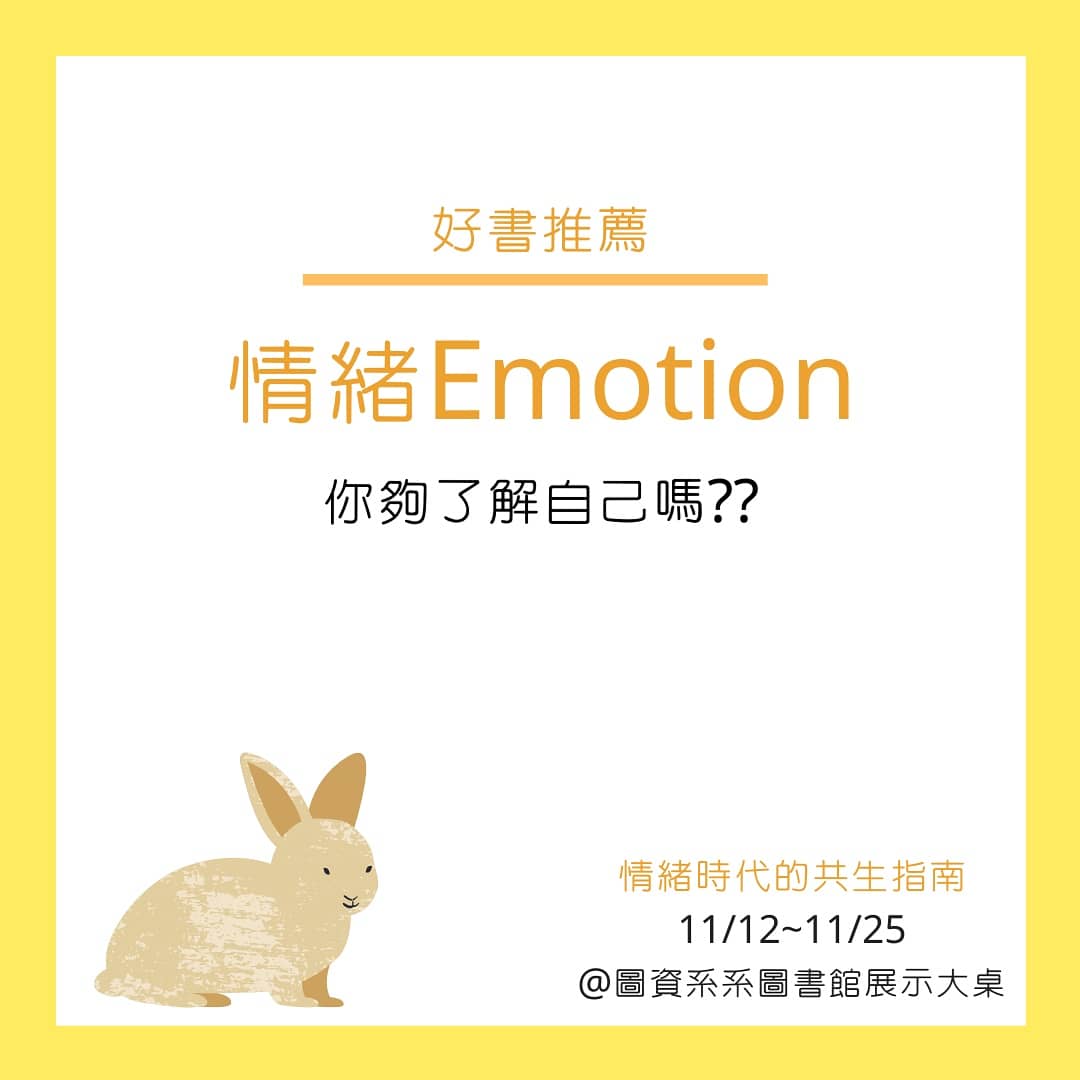 好書推薦
情緒Emotion
你夠了解自己嗎??
情緒時代的共生指南
11/12~11/25
@圖資系系圖書館展示大桌